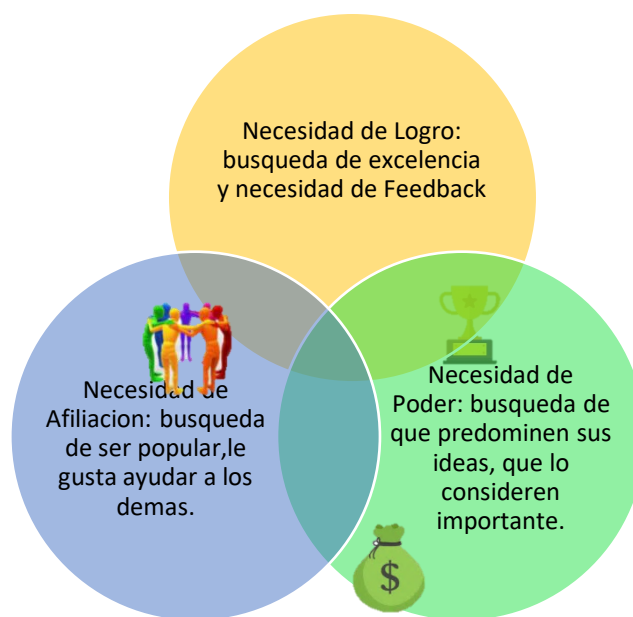 Necesidad de Logro:
busqueda de excelencia
y necesidad de Feedback
Necesidad de
Afiliacion: busqueda
de ser popular,le
gusta ayudar a los
demas.
Necesidad de
Poder: busqueda de
que predominen sus
ideas, que lo
consideren
importante.
$